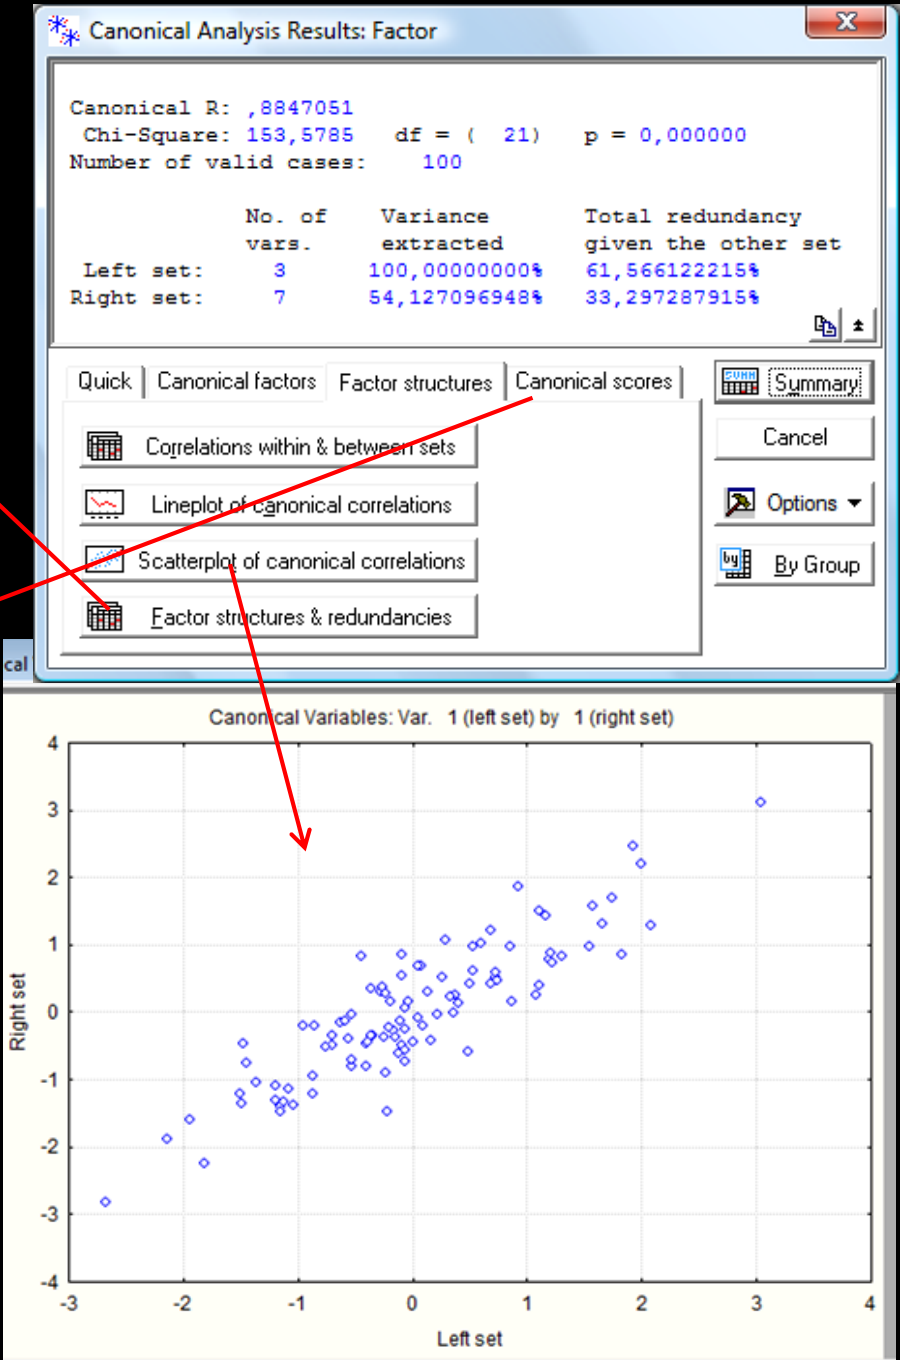 Canonical Analysis Results: Factor
X
Canonical R: ,8847051
Chi-Square: 153,5785 df = ( 21) p = 0,000000
Number of valid cases: 100
No. of Variance Total redundancy
vars. extracted given the other set
Left set: 3 100,00000000% 61,566122215%
Right set: 7 54,127096948% 33,297287915%
Quick Canonical factors Factor structures Canonical scores
SUMM Summary
Correlations within & between sets
Cancel
Lineplot of canonical correlations
Options
Scatterplot of canonical correlations
by By Group
Factor structures & redundancies
cal
Canonical Variables: Var. 1 (left set) by 1 (right set)
4
3
2
1
0
-1
-2
-3
-4
Right set
-3 -2 -1 0 1 2 3 4
Left set